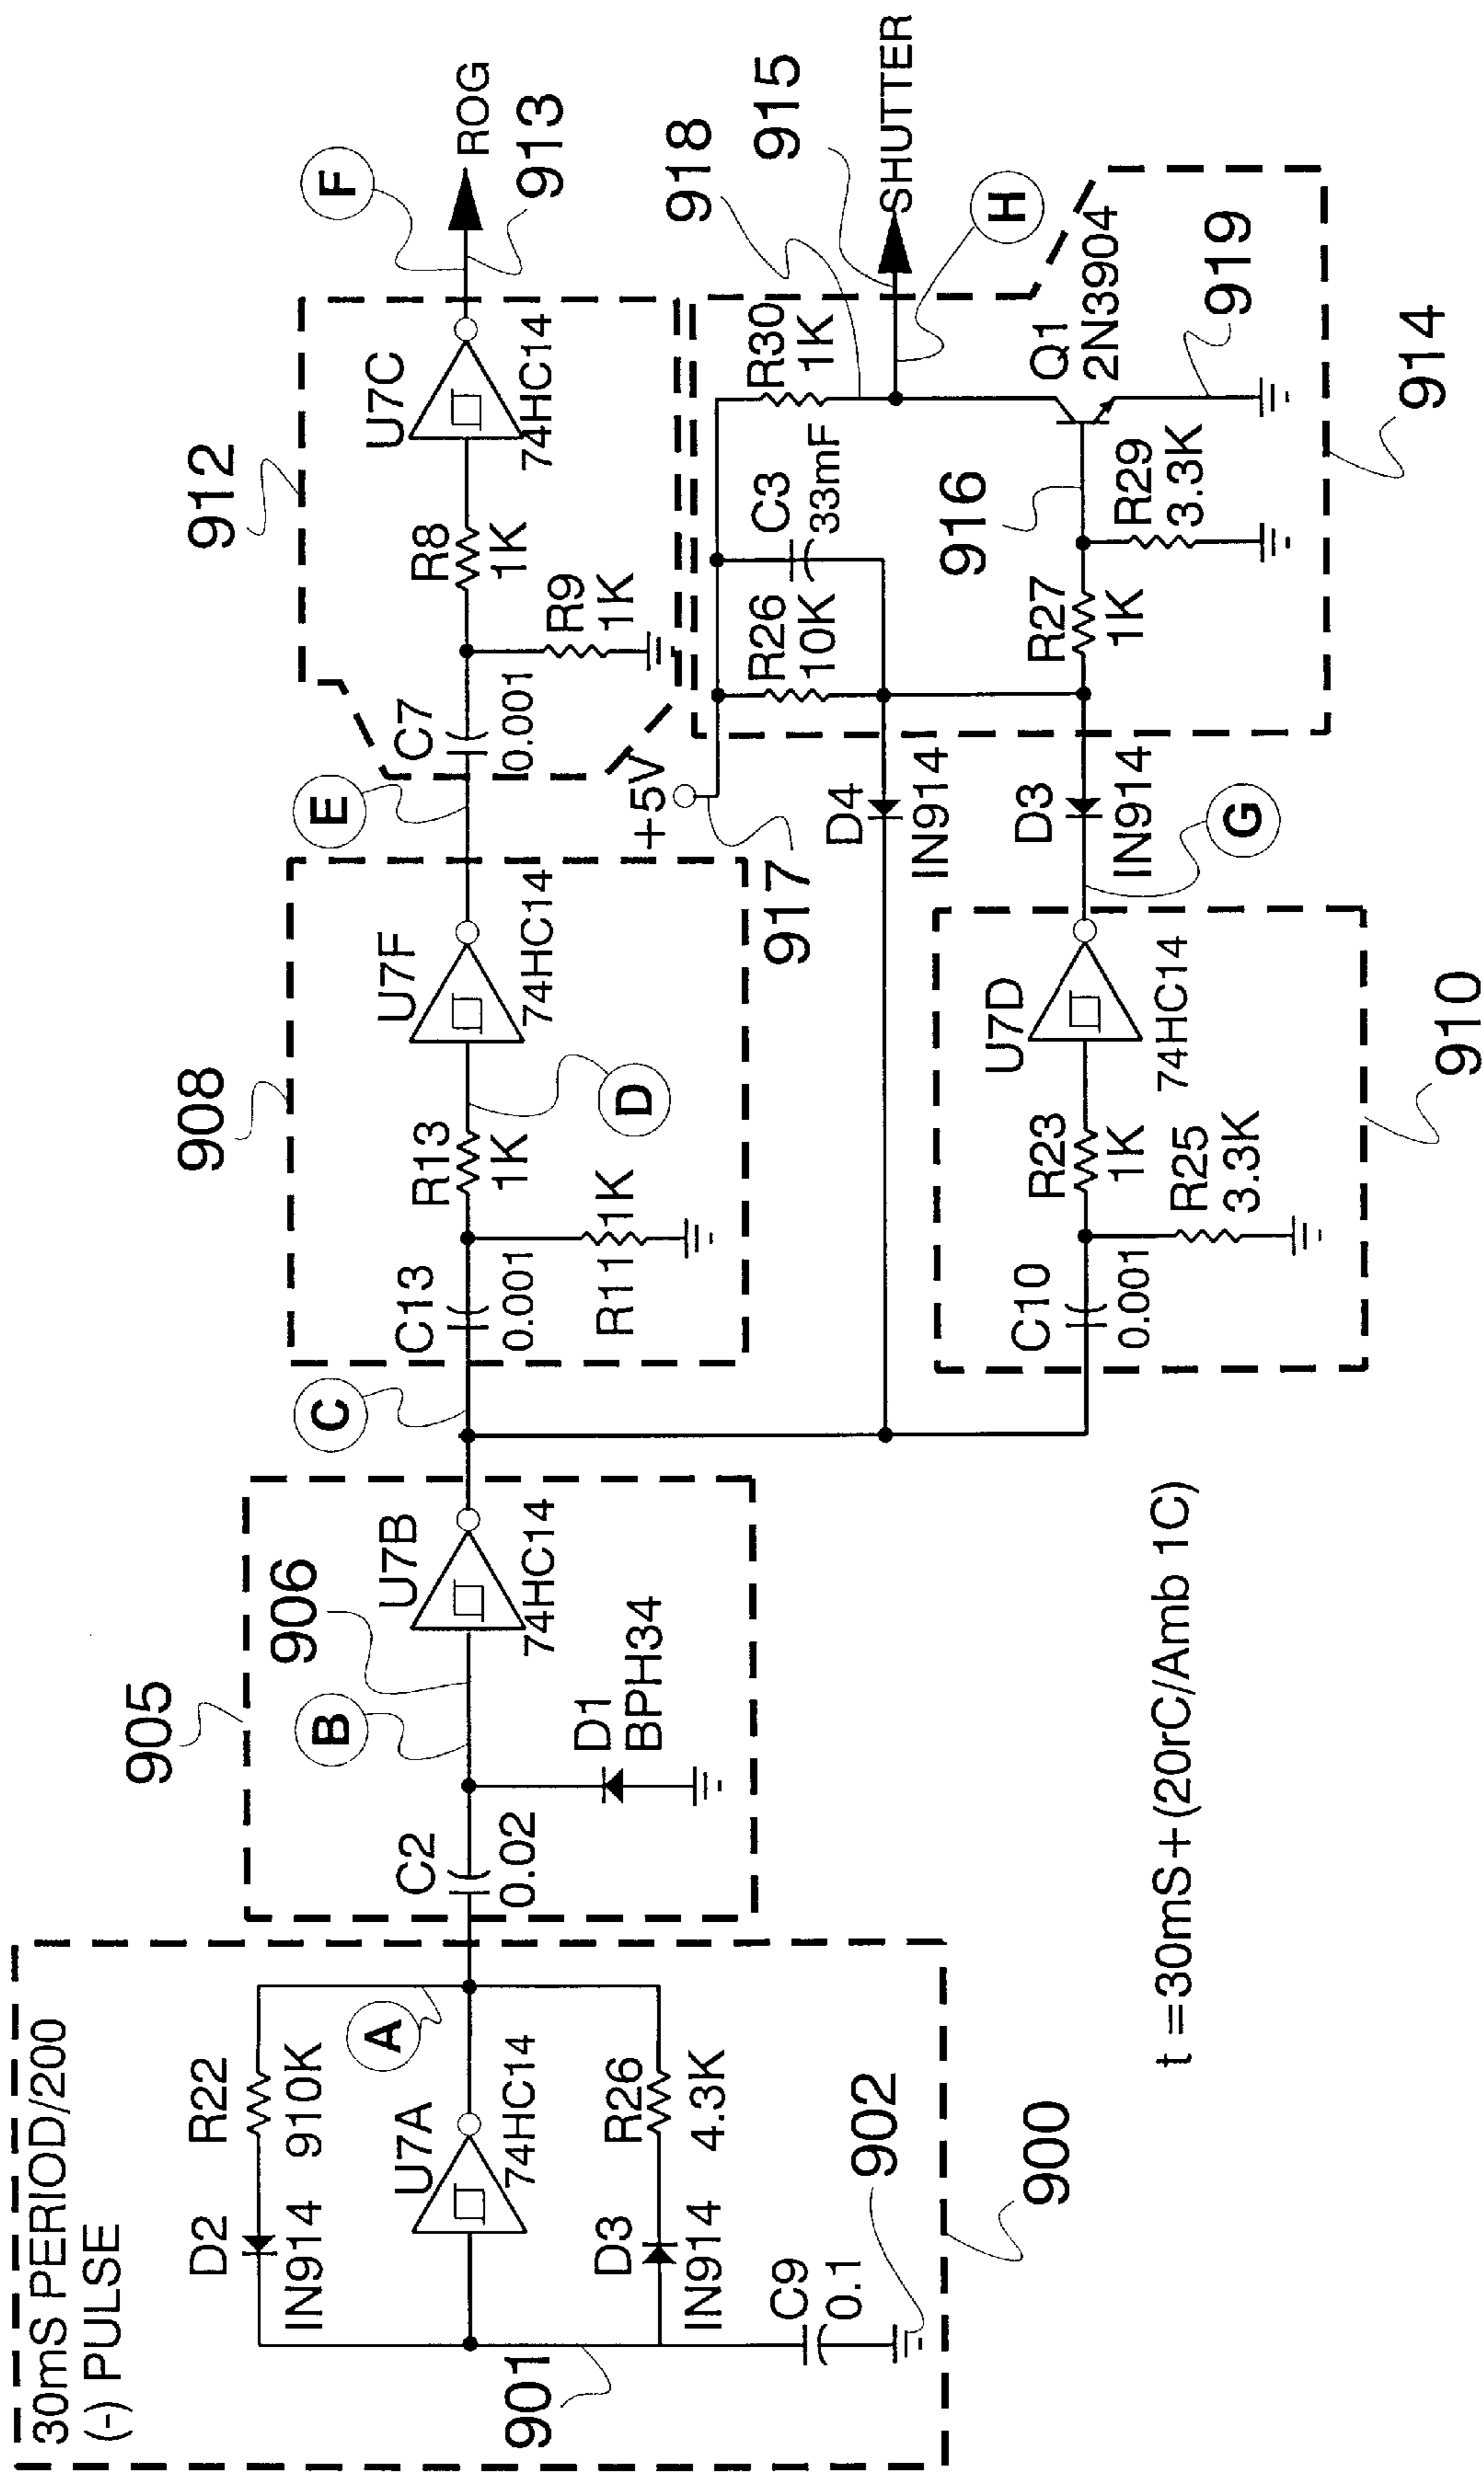 30mS PERIOD/200
(-) PULSE
D2
IN914
R22
910K
A
U7A
74HC14
D3
IN914
R26
4.3K
901
C9
0.1
902
900
905
C2
0.02
B
906
D1
BPH34
U7B
74HC14
C
908
C13
0.001
R13
1K
R11
1K
D
U7F
74HC14
E
912
C7
0.001
R8
1K
R9
1K
U7C
74HC14
F
ROG
913
+5V
917
D4
IN914
D3
IN914
G
C10
0.001
R23
1K
R25
3.3K
U7D
74HC14
910
R26
10K
C3
33mF
R30
1K
918
915
SHUTTER
H
R27
1K
916
R29
3.3K
Q1
2N3904
919
914
t =30mS+(20rC/Amb 1C)